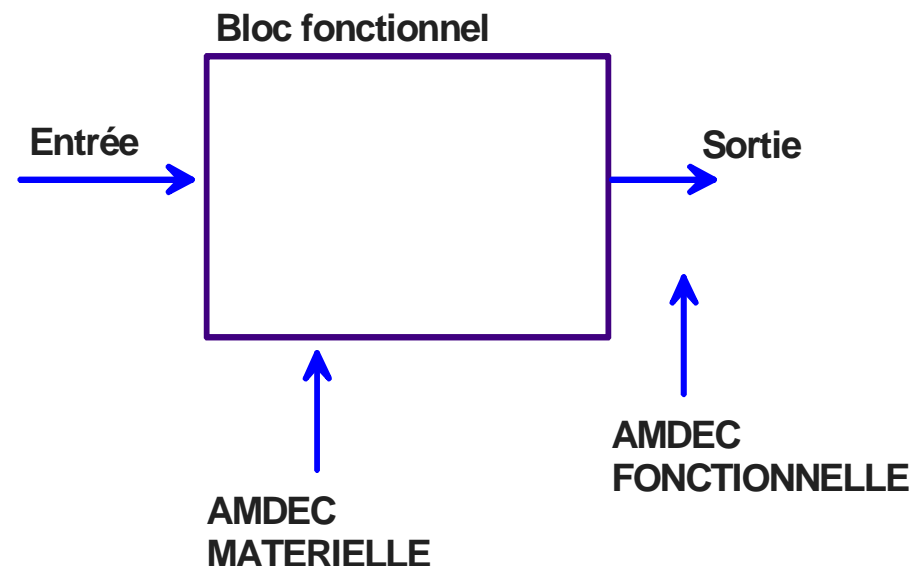 Bloc fonctionnel
Entrée
Sortie
AMDEC
FONCTIONNELLE
AMDEC
MATERIELLE